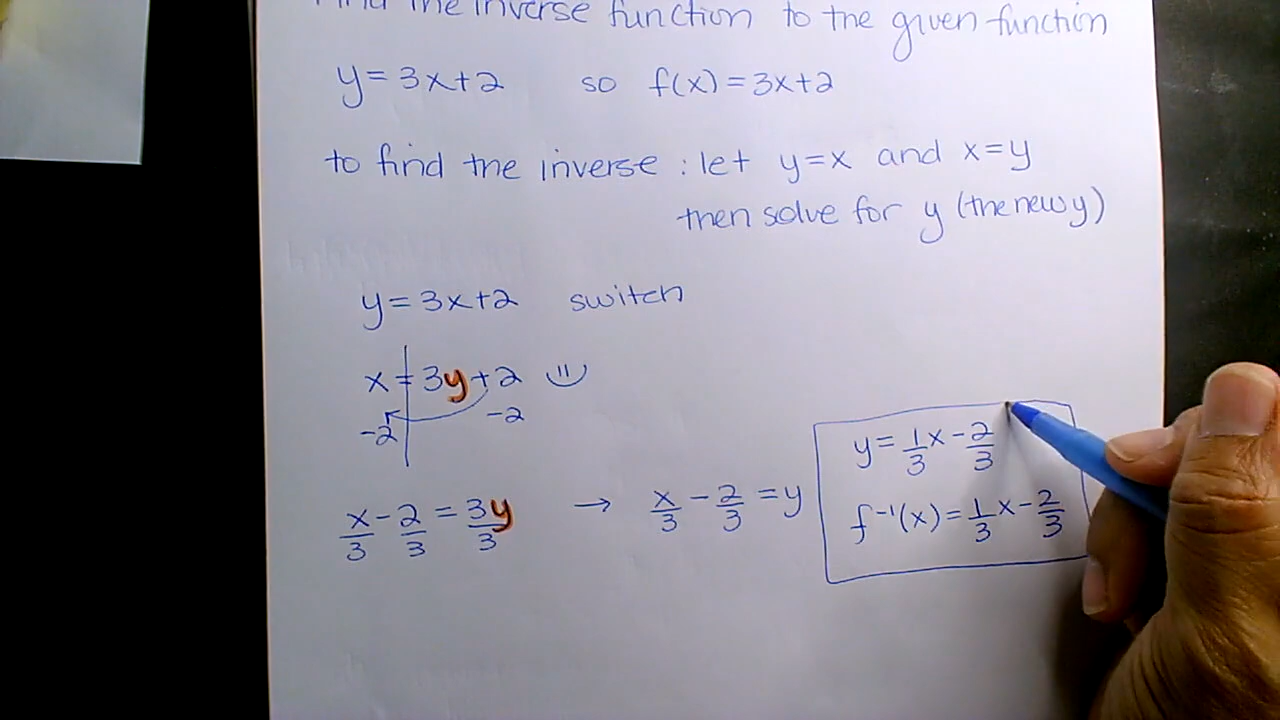 Find the inverse function to the given function
y = 3x+2 so f(x) = 3x+2
to find the inverse : let y=x and x=y
then solve for y (the new y)
y = 3x+2 switch
x = 3y+2
-2 -2
x/3 - 2/3 = 3y/3 → x/3 - 2/3 = y
y = 1/3 x - 2/3
f⁻¹(x) = 1/3 x - 2/3